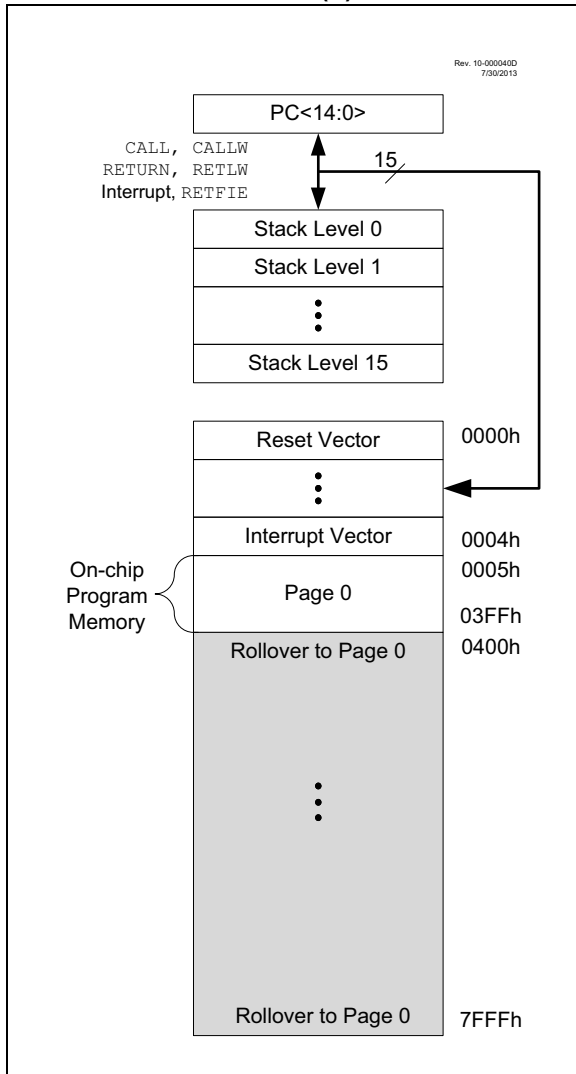 Rev. 10-000040D
7/30/2013
PC<14:0>
CALL, CALLW
RETURN, RETLW
Interrupt, RETFIE
15
Stack Level 0
Stack Level 1
Stack Level 15
Reset Vector
0000h
Interrupt Vector
0004h
On-chip
Program
Memory
Page 0
0005h
03FFh
Rollover to Page 0
0400h
Rollover to Page 0
7FFFh